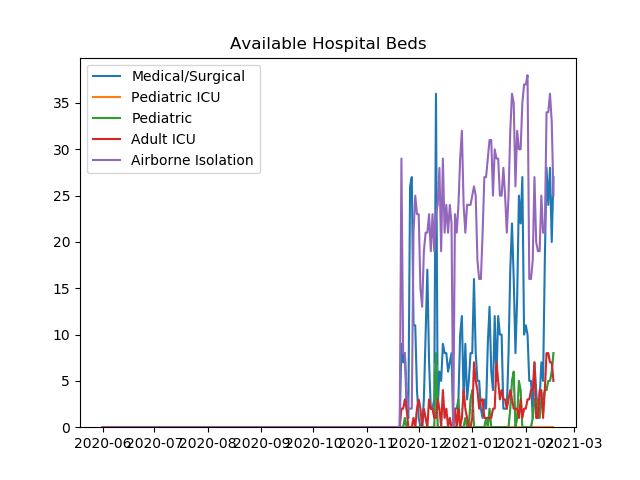 Available Hospital Beds
Medical/Surgical
Pediatric ICU
Pediatric
Adult ICU
Airborne Isolation
35
30
25
20
15
10
5
0
2020-06 2020-07 2020-08 2020-09 2020-10 2020-11 2020-12 2021-01 2021-02 2021-03